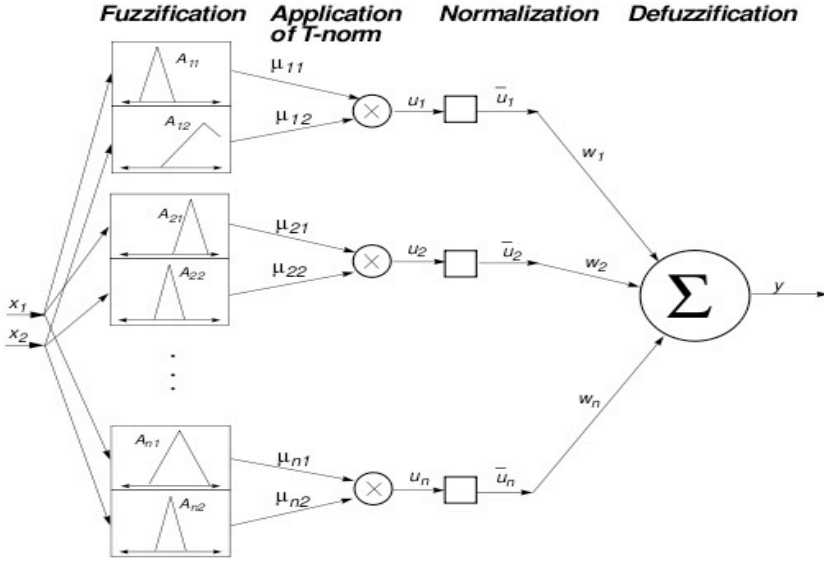 Fuzzification Application of T-norm Normalization Defuzzification
A₁₁ μ₁₁
u₁ ū₁
A₁₂ μ₁₂
w₁
A₂₁ μ₂₁
u₂ ū₂
A₂₂ μ₂₂ w₂
Σ y
x₁
x₂
wₙ
Aₙ₁ μₙ₁
uₙ ūₙ
Aₙ₂ μₙ₂